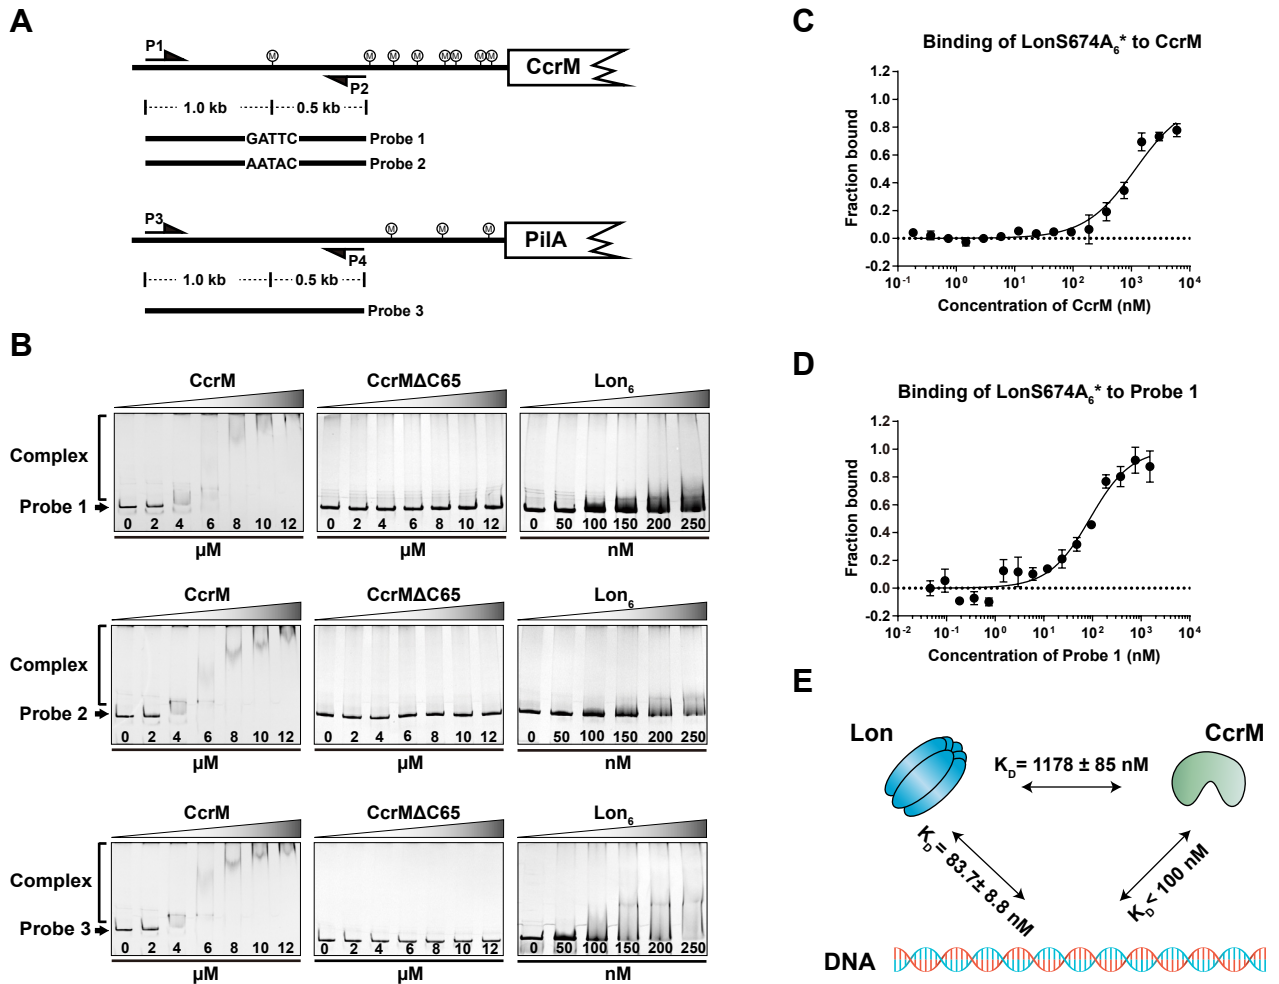 A
P1
M M M M M M M M
CcrM
P2
1.0 kb
0.5 kb
GATTC
Probe 1
AATAC
Probe 2
P3
M M M
PilA
P4
1.0 kb
0.5 kb
Probe 3
B
CcrM
CcrMΔC65
Lon6
Complex
Probe 1
0 2 4 6 8 10 12
0 2 4 6 8 10 12
0 50 100 150 200 250
µM
µM
nM
CcrM
CcrMΔC65
Lon6
Complex
Probe 2
0 2 4 6 8 10 12
0 2 4 6 8 10 12
0 50 100 150 200 250
µM
µM
nM
CcrM
CcrMΔC65
Lon6
Complex
Probe 3
0 2 4 6 8 10 12
0 2 4 6 8 10 12
0 50 100 150 200 250
µM
µM
nM
C
Binding of LonS674A6* to CcrM
1.2
1.0
0.8
0.6
0.4
0.2
0.0
-0.2
Fraction bound
10-1 100 101 102 103 104
Concentration of CcrM (nM)
D
Binding of LonS674A6* to Probe 1
1.2
1.0
0.8
0.6
0.4
0.2
0.0
-0.2
Fraction bound
10-2 10-1 100 101 102 103 104
Concentration of Probe 1 (nM)
E
Lon
CcrM
KD= 1178 ± 85 nM
KD = 83.7± 8.8 nM
KD< 100 nM
DNA